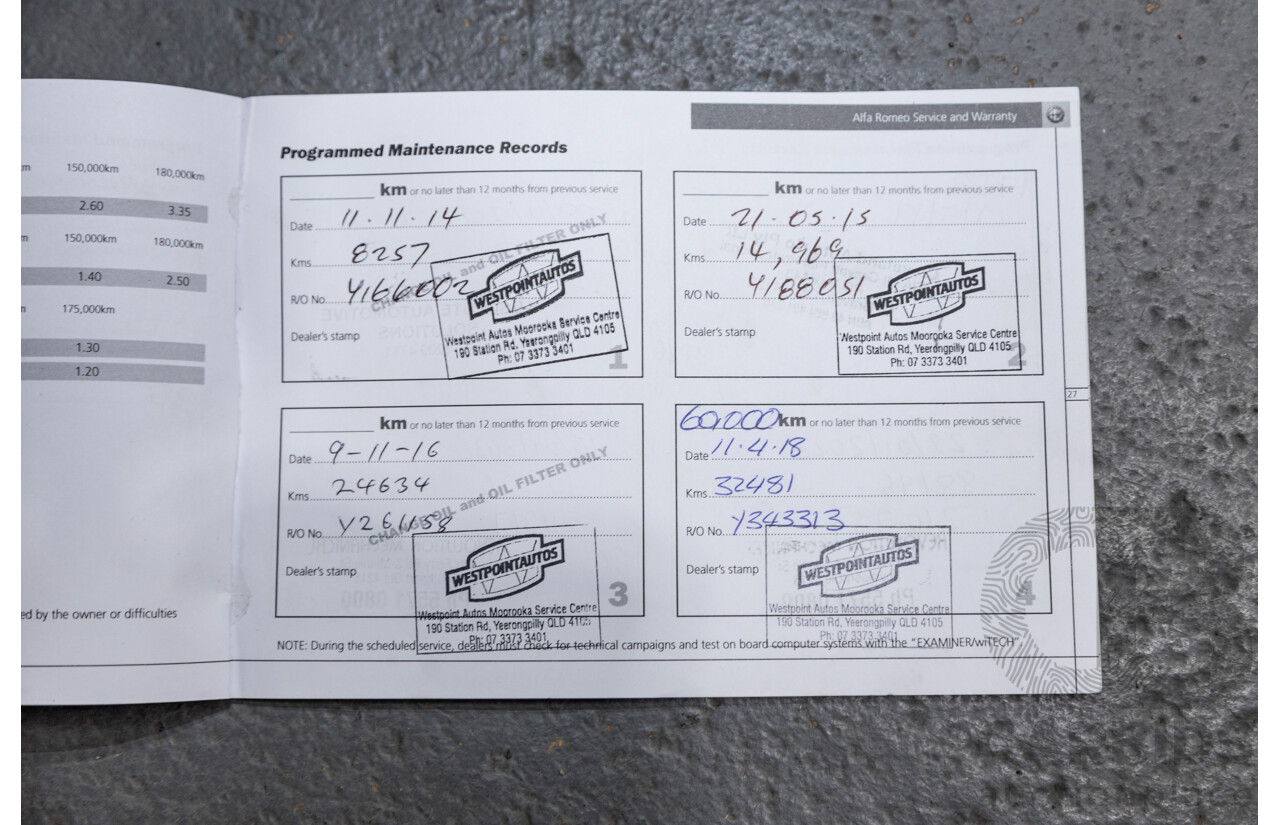 Alfa Romeo Service and Warranty
150,000km 180,000km
2.60 3.35
150,000km 180,000km
1.40 2.50
175,000km
1.30
1.20
ed by the owner or difficulties
Programmed Maintenance Records
km or no later than 12 months from previous service
Date 11.11.14
Kms 8257
R/O No. Y166002
Dealer's stamp
CHANGE OIL and OIL FILTER ONLY
WESTPOINTAUTOS
Westpoint Autos Moorooka Service Centre
190 Station Rd, Yeerongpilly QLD 4105
Ph: 07 3373 3401
1
km or no later than 12 months from previous service
Date 21.05.15
Kms 14,969
R/O No. Y188051
Dealer's stamp
WESTPOINTAUTOS
Westpoint Autos Moorooka Service Centre
190 Station Rd, Yeerongpilly QLD 4105
Ph: 07 3373 3401
2
27
km or no later than 12 months from previous service
Date 9-11-16
Kms 24634
R/O No. Y261158
Dealer's stamp
CHANGE OIL and OIL FILTER ONLY
WESTPOINTAUTOS
Westpoint Autos Moorooka Service Centre
190 Station Rd, Yeerongpilly QLD 4105
Ph: 07 3373 3401
3
60,000 km or no later than 12 months from previous service
Date 11.4.18
Kms 32481
R/O No. Y343313
Dealer's stamp
WESTPOINTAUTOS
Westpoint Autos Moorooka Service Centre
190 Station Rd, Yeerongpilly QLD 4105
Ph: 07 3373 3401
4
NOTE: During the scheduled service, dealers must check for technical campaigns and test on board computer systems with the "EXAMINER/wiTECH".